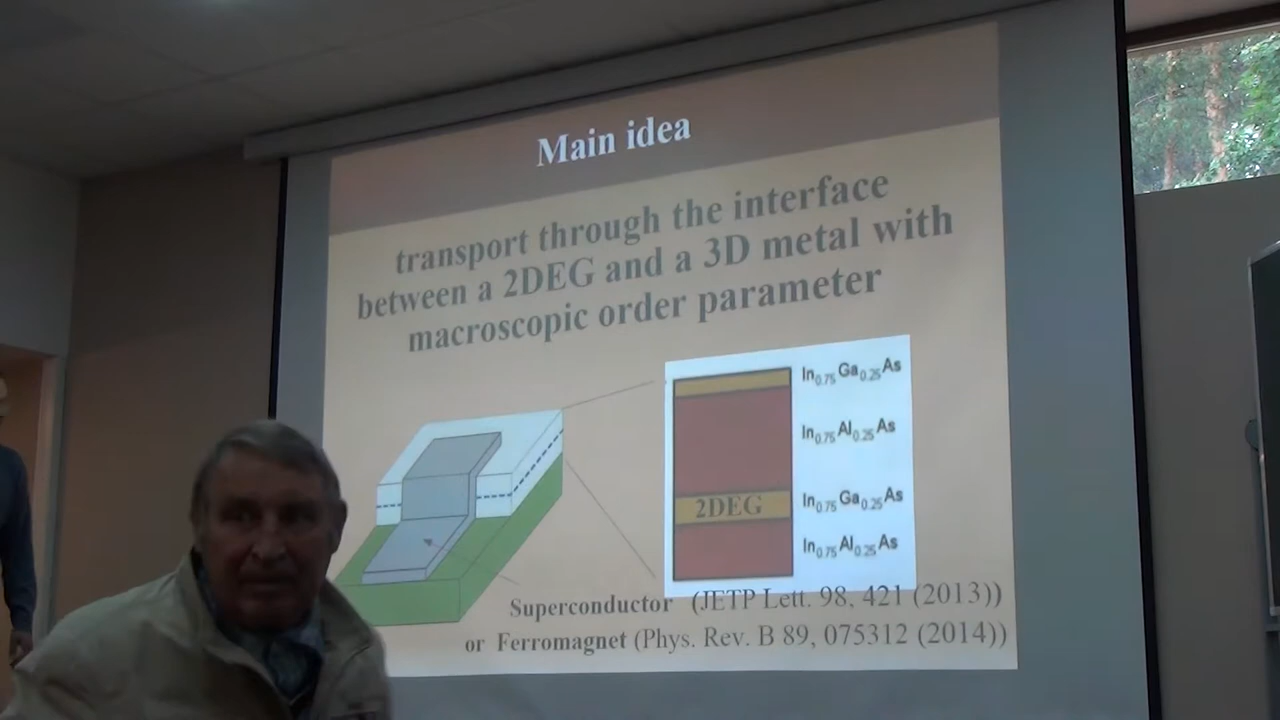 Main idea
transport through the interface
between a 2DEG and a 3D metal with
macroscopic order parameter
In0.75Ga0.25As
In0.75Al0.25As
2DEG
In0.75Ga0.25As
In0.75Al0.25As
Superconductor (JETP Lett. 98, 421 (2013))
or Ferromagnet (Phys. Rev. B 89, 075312 (2014))